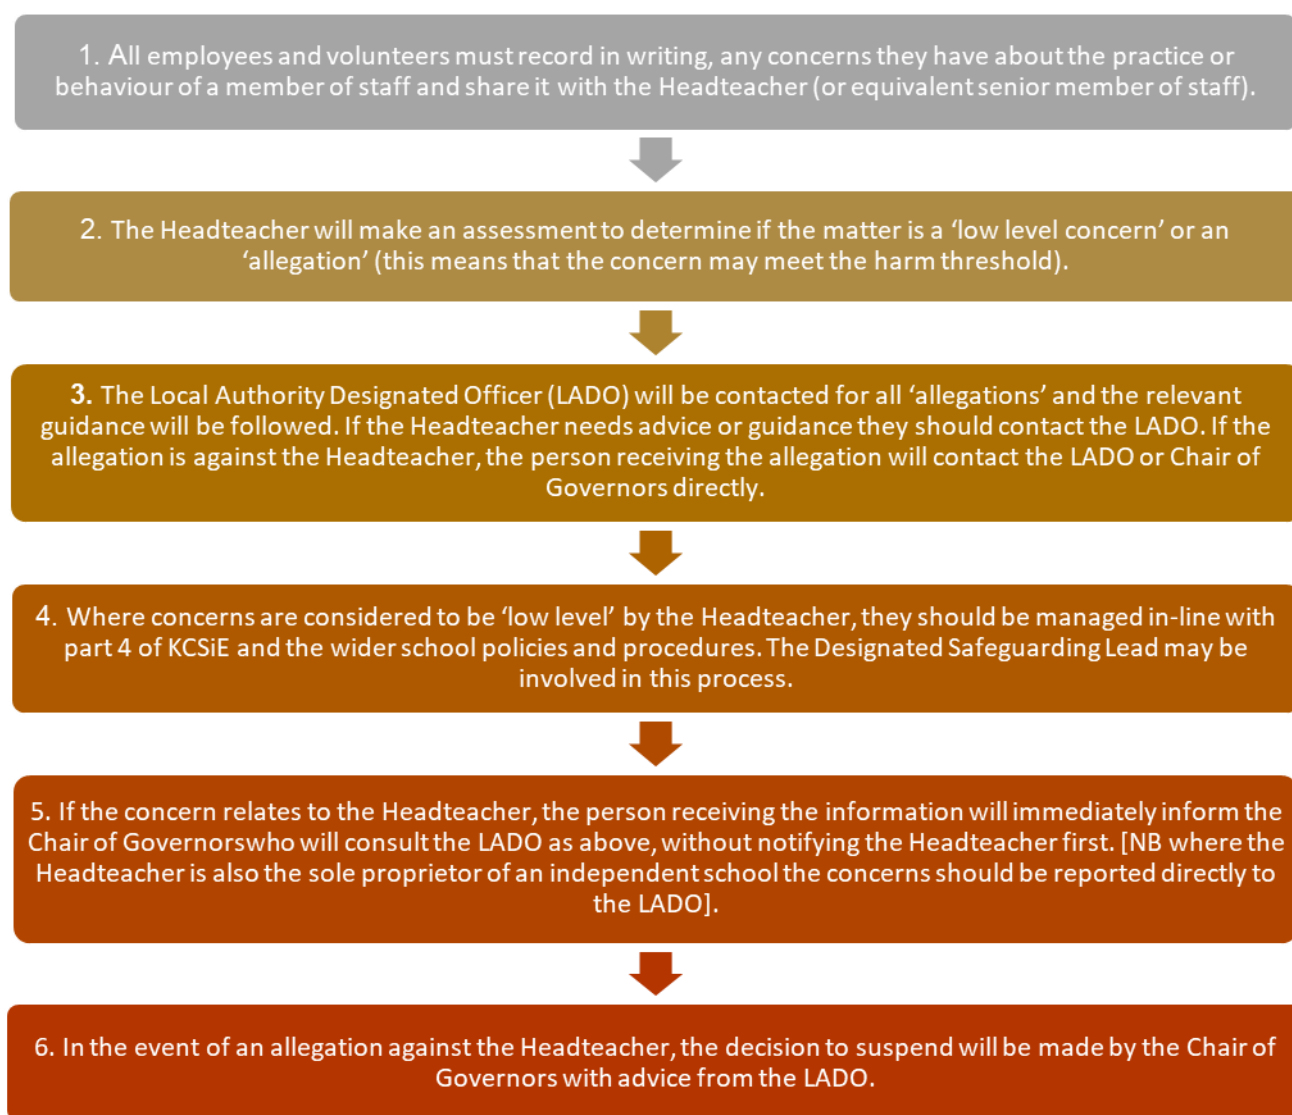 1. All employees and volunteers must record in writing, any concerns they have about the practice or
behaviour of a member of staff and share it with the Headteacher (or equivalent senior member of staff).
2. The Headteacher will make an assessment to determine if the matter is a ‘low level concern’ or an
‘allegation’ (this means that the concern may meet the harm threshold).
3. The Local Authority Designated Officer (LADO) will be contacted for all ‘allegations’ and the relevant
guidance will be followed. If the Headteacher needs advice or guidance they should contact the LADO. If the
allegation is against the Headteacher, the person receiving the allegation will contact the LADO or Chair of
Governors directly.
4. Where concerns are considered to be ‘low level’ by the Headteacher, they should be managed in-line with
part 4 of KCSiE and the wider school policies and procedures. The Designated Safeguarding Lead may be
involved in this process.
5. If the concern relates to the Headteacher, the person receiving the information will immediately inform the
Chair of Governorswho will consult the LADO as above, without notifying the Headteacher first. [NB where the
Headteacher is also the sole proprietor of an independent school the concerns should be reported directly to
the LADO].
6. In the event of an allegation against the Headteacher, the decision to suspend will be made by the Chair of
Governors with advice from the LADO.